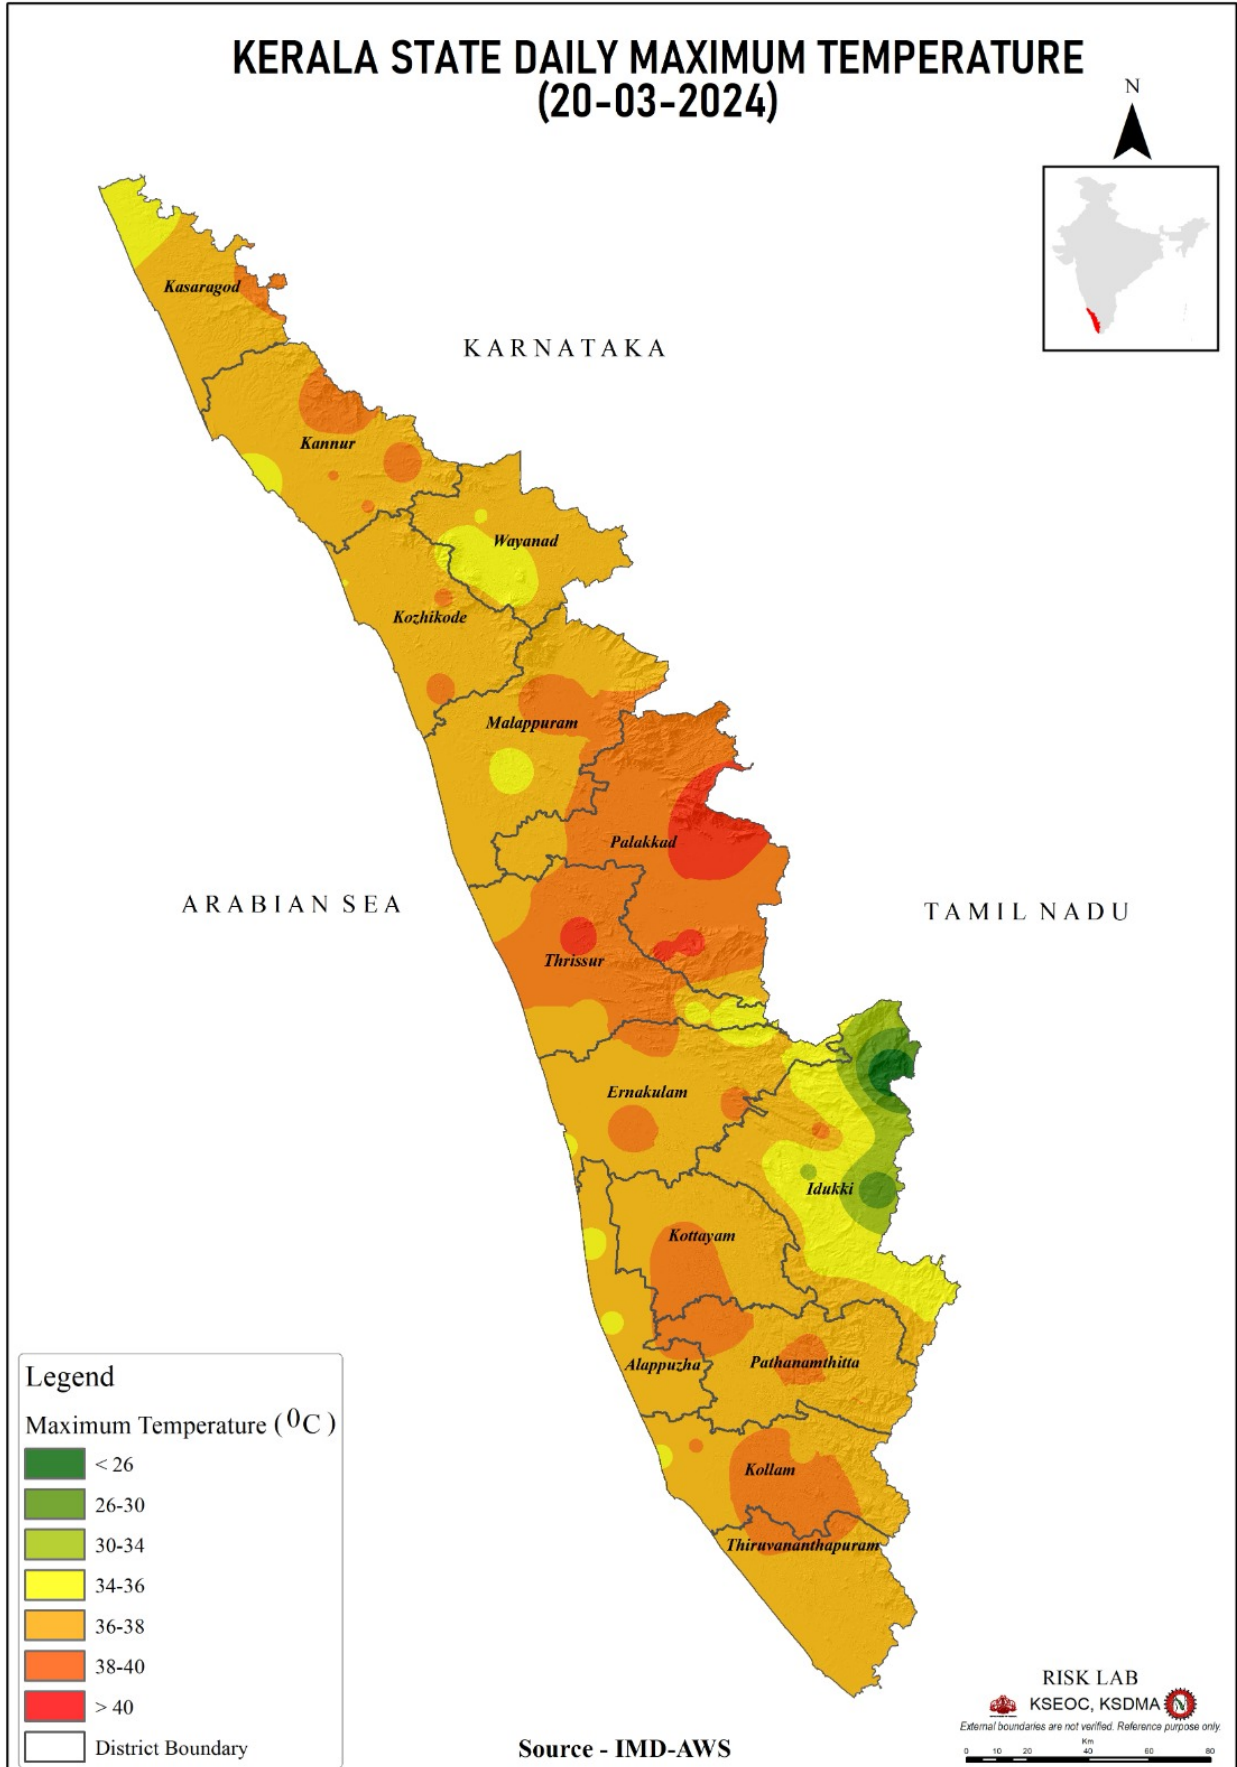 KERALA STATE DAILY MAXIMUM TEMPERATURE
(20-03-2024)
N
Kasaragod
KARNATAKA
Kannur
Wayanad
Kozhikode
Malappuram
Palakkad
ARABIAN SEA
TAMIL NADU
Thrissur
Ernakulam
Idukki
Kottayam
Alappuzha
Pathanamthitta
Kollam
Thiruvananthapuram
Legend
Maximum Temperature (⁰C)
< 26
26-30
30-34
34-36
36-38
38-40
> 40
District Boundary
Source - IMD-AWS
RISK LAB
KSEOC, KSDMA
External boundaries are not verified. Reference purpose only.
Km
0 10 20 40 60 80